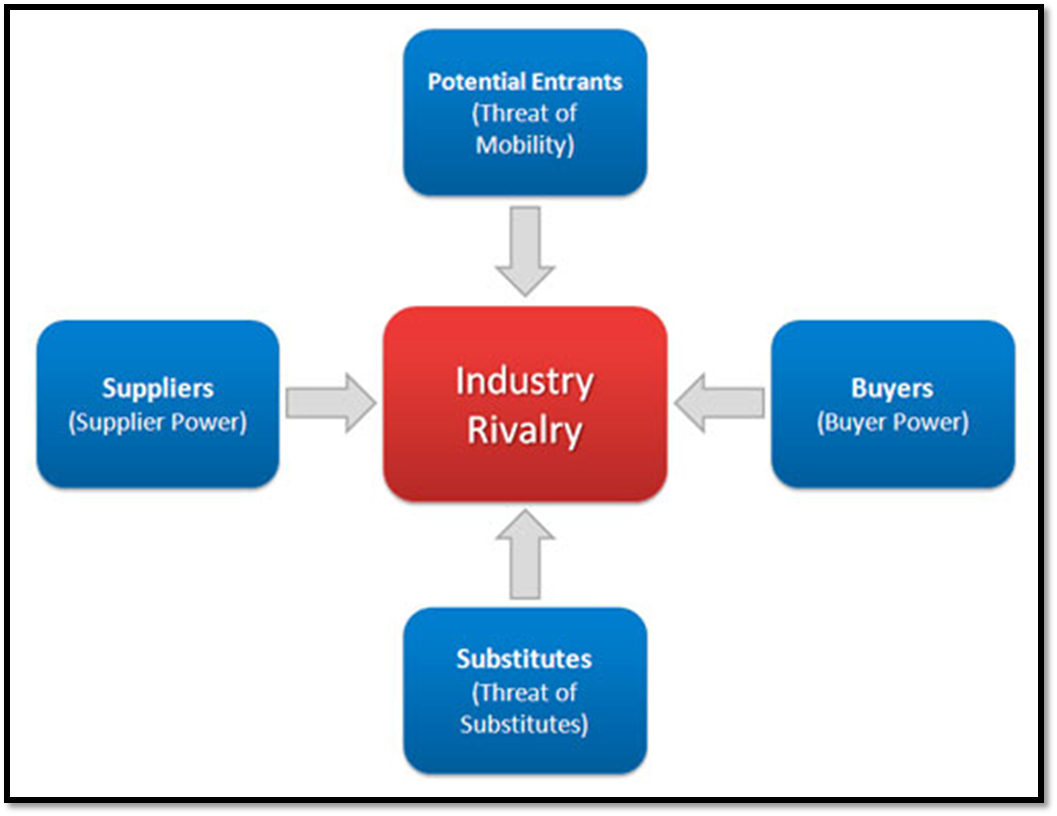 Potential Entrants
(Threat of
Mobility)
Suppliers
(Supplier Power)
Industry
Rivalry
Buyers
(Buyer Power)
Substitutes
(Threat of
Substitutes)